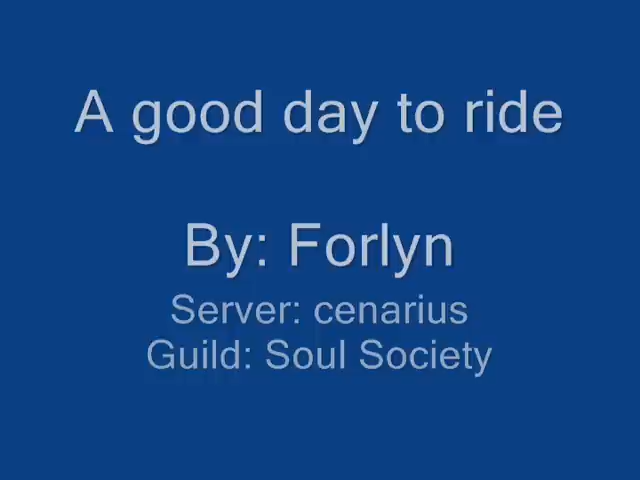 A good day to ride
By: Forlyn
Server: cenarius
Guild: Soul Society